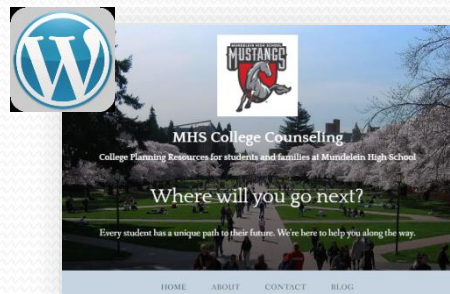 W
MUNDELEIN HIGH SCHOOL
MUSTANGS
MHS College Counseling
College Planning Resources for students and families at Mundelein High School
Where will you go next?
Every student has a unique path to their future. We're here to help you along the way.
HOME ABOUT CONTACT BLOG